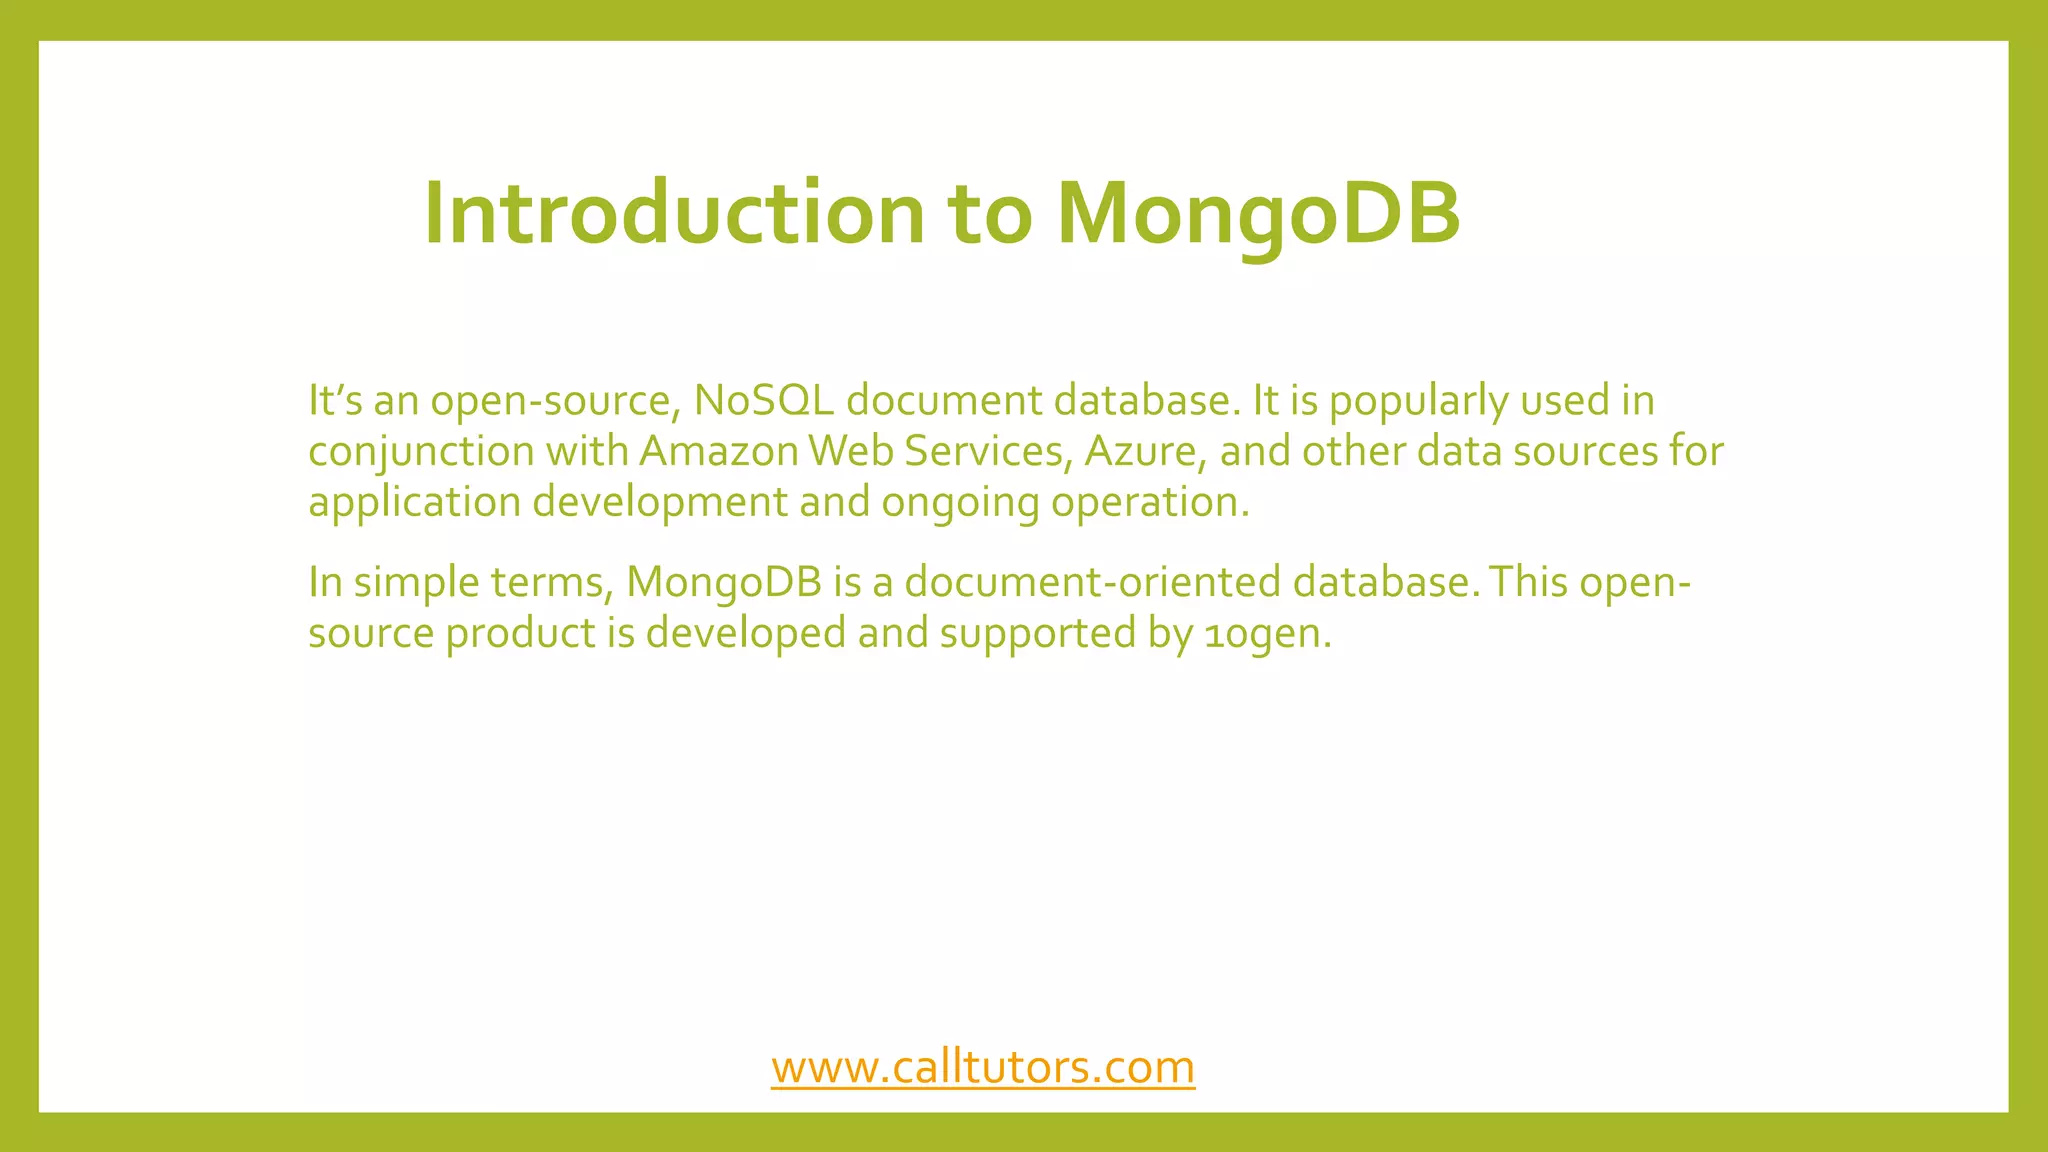 Introduction to MongoDB
It’s an open-source, NoSQL document database. It is popularly used in
conjunction with Amazon Web Services, Azure, and other data sources for
application development and ongoing operation.
In simple terms, MongoDB is a document-oriented database. This open-
source product is developed and supported by 10gen.
www.calltutors.com